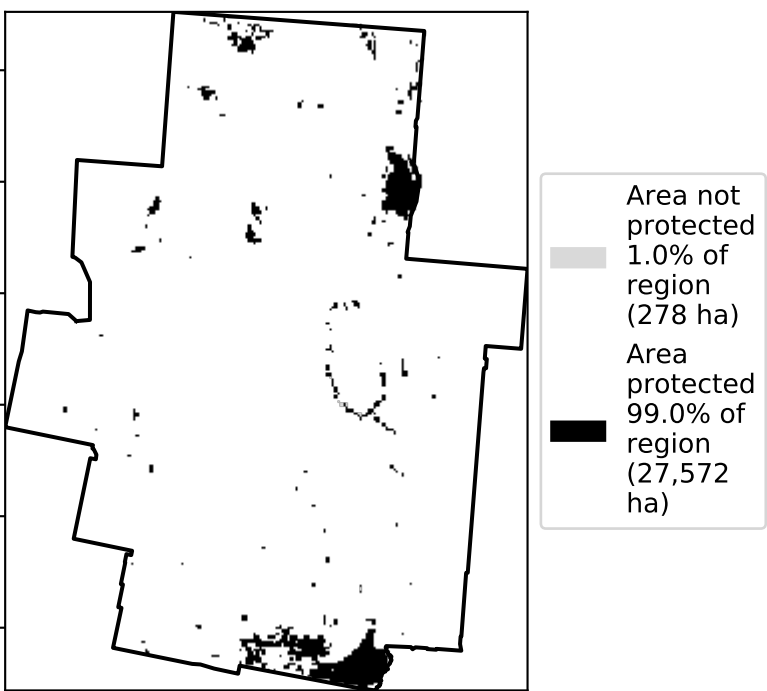 Area not
protected
1.0% of
region
(278 ha)
Area
protected
99.0% of
region
(27,572
ha)